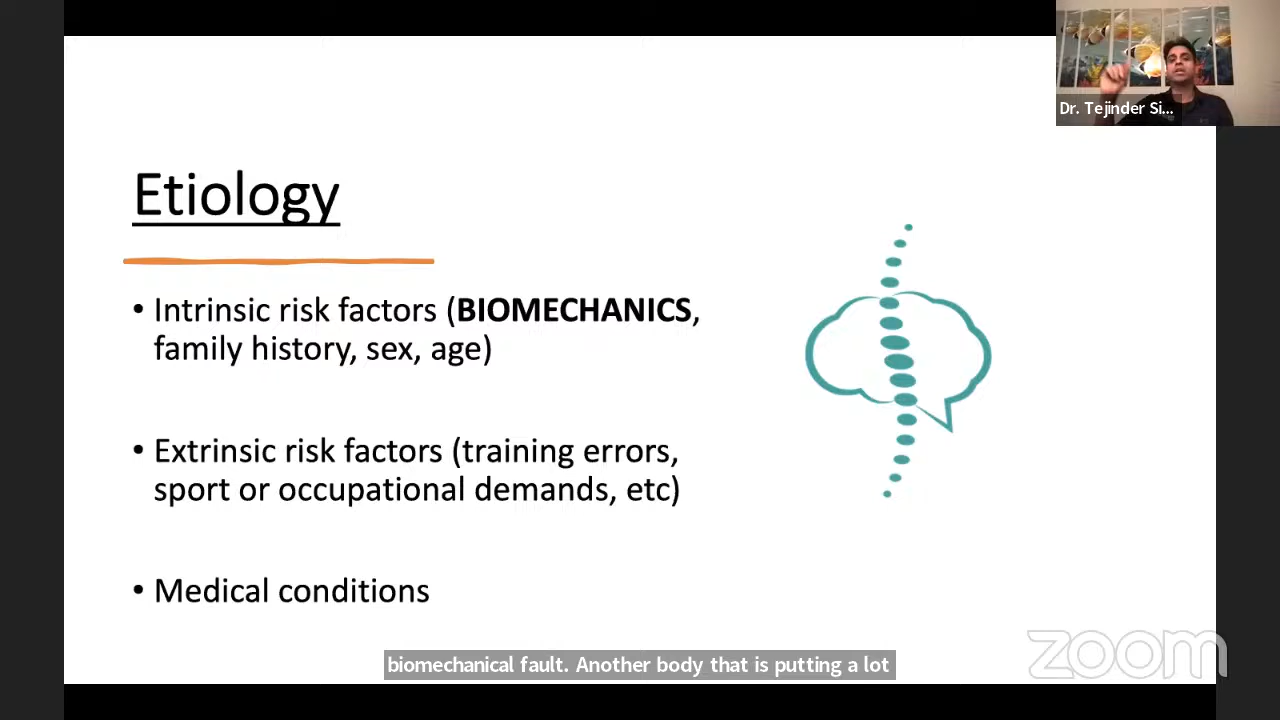 Dr. Tejinder Si...
Etiology
• Intrinsic risk factors (BIOMECHANICS,
family history, sex, age)
• Extrinsic risk factors (training errors,
sport or occupational demands, etc)
• Medical conditions
biomechanical fault. Another body that is putting a lot
zoom